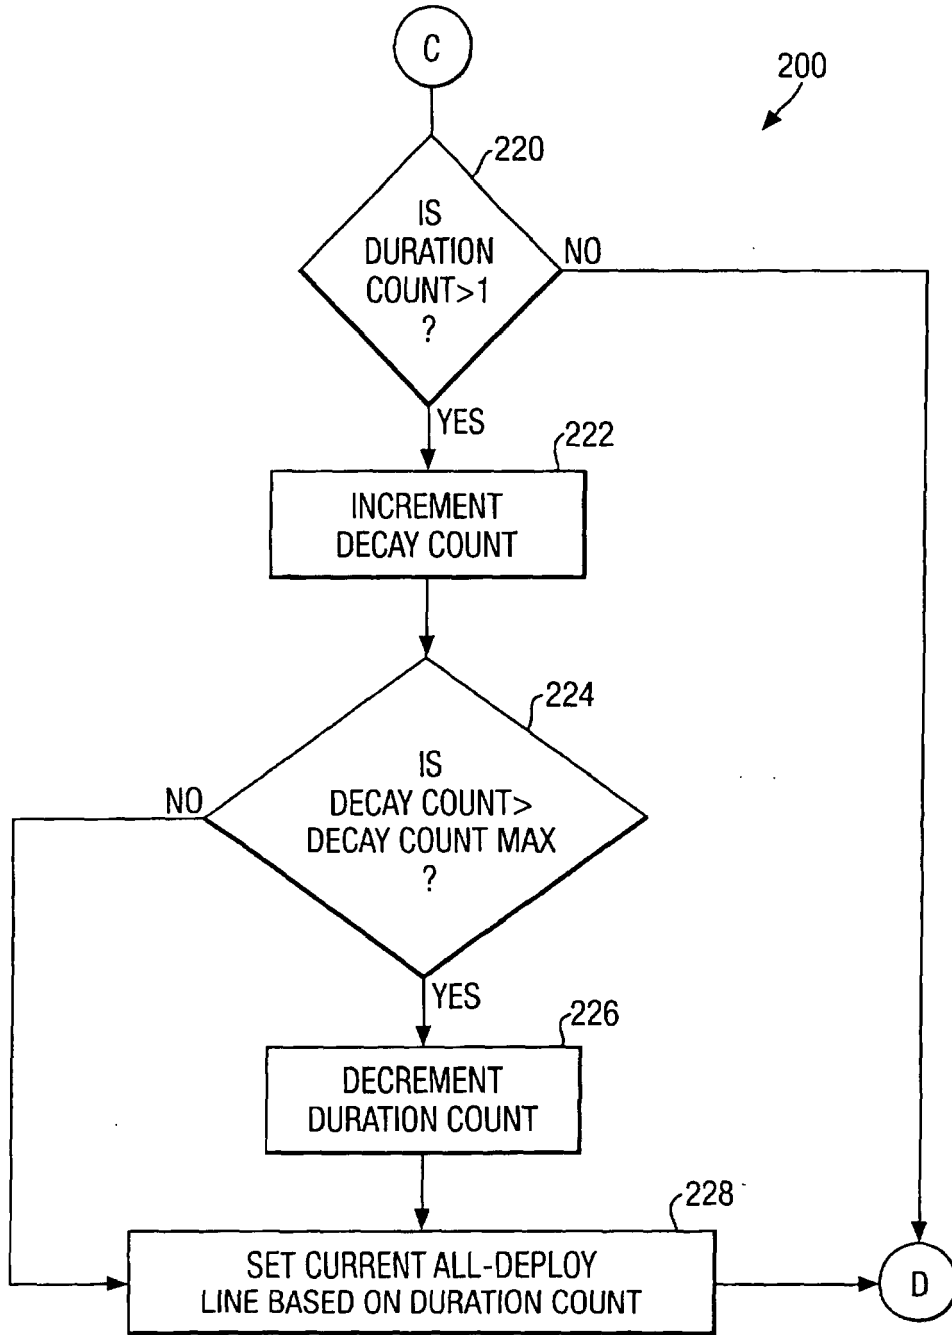 C
200
220
IS
DURATION
COUNT>1
?
NO
YES
222
INCREMENT
DECAY COUNT
224
IS
DECAY COUNT>
DECAY COUNT MAX
?
NO
YES
226
DECREMENT
DURATION COUNT
228
SET CURRENT ALL-DEPLOY
LINE BASED ON DURATION COUNT
D